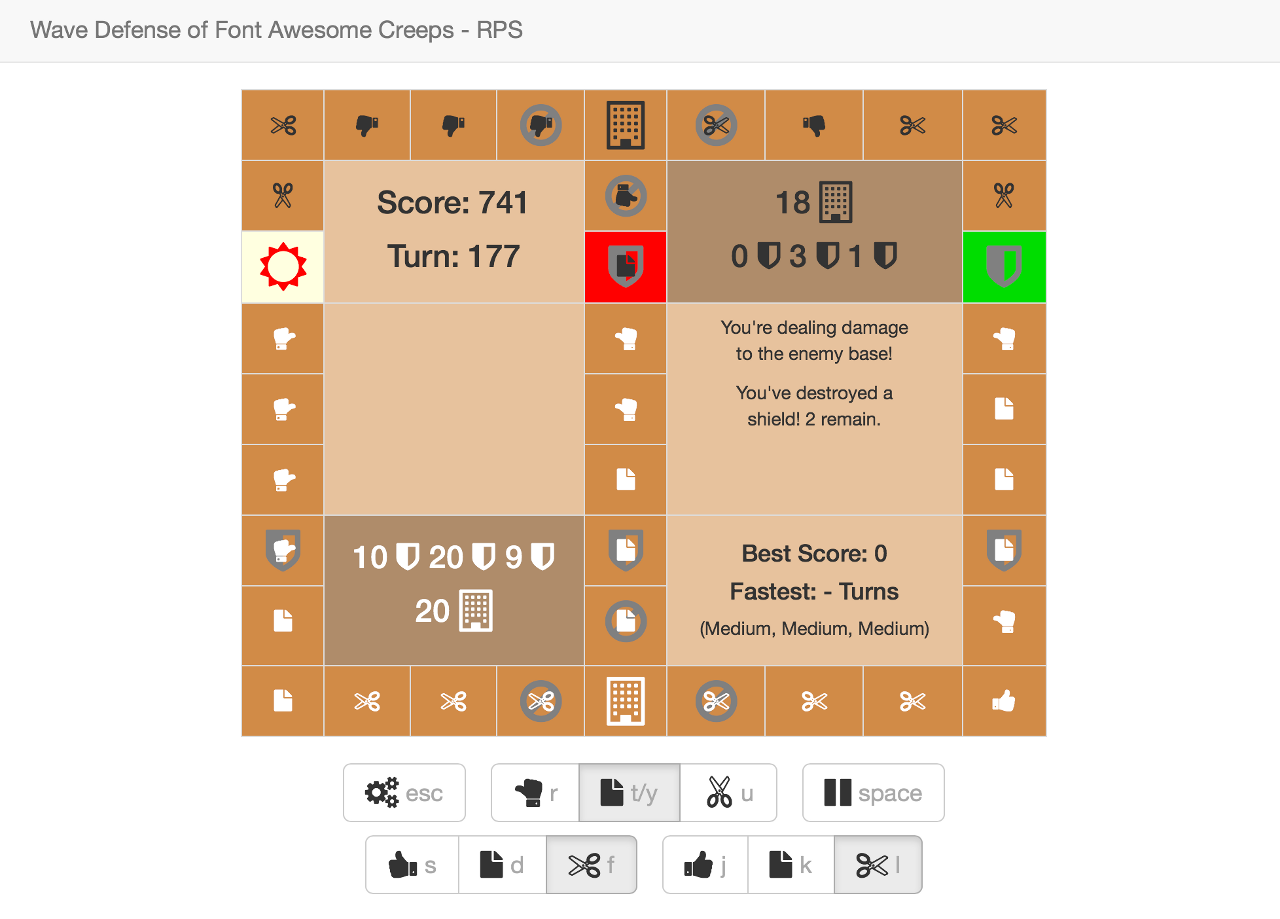 Wave Defense of Font Awesome Creeps - RPS
Score: 741
Turn: 177
18
0 3 1
You're dealing damage
to the enemy base!
You've destroyed a
shield! 2 remain.
10 20 9
20
Best Score: 0
Fastest: - Turns
(Medium, Medium, Medium)
esc r t/y u space
s d f j k l